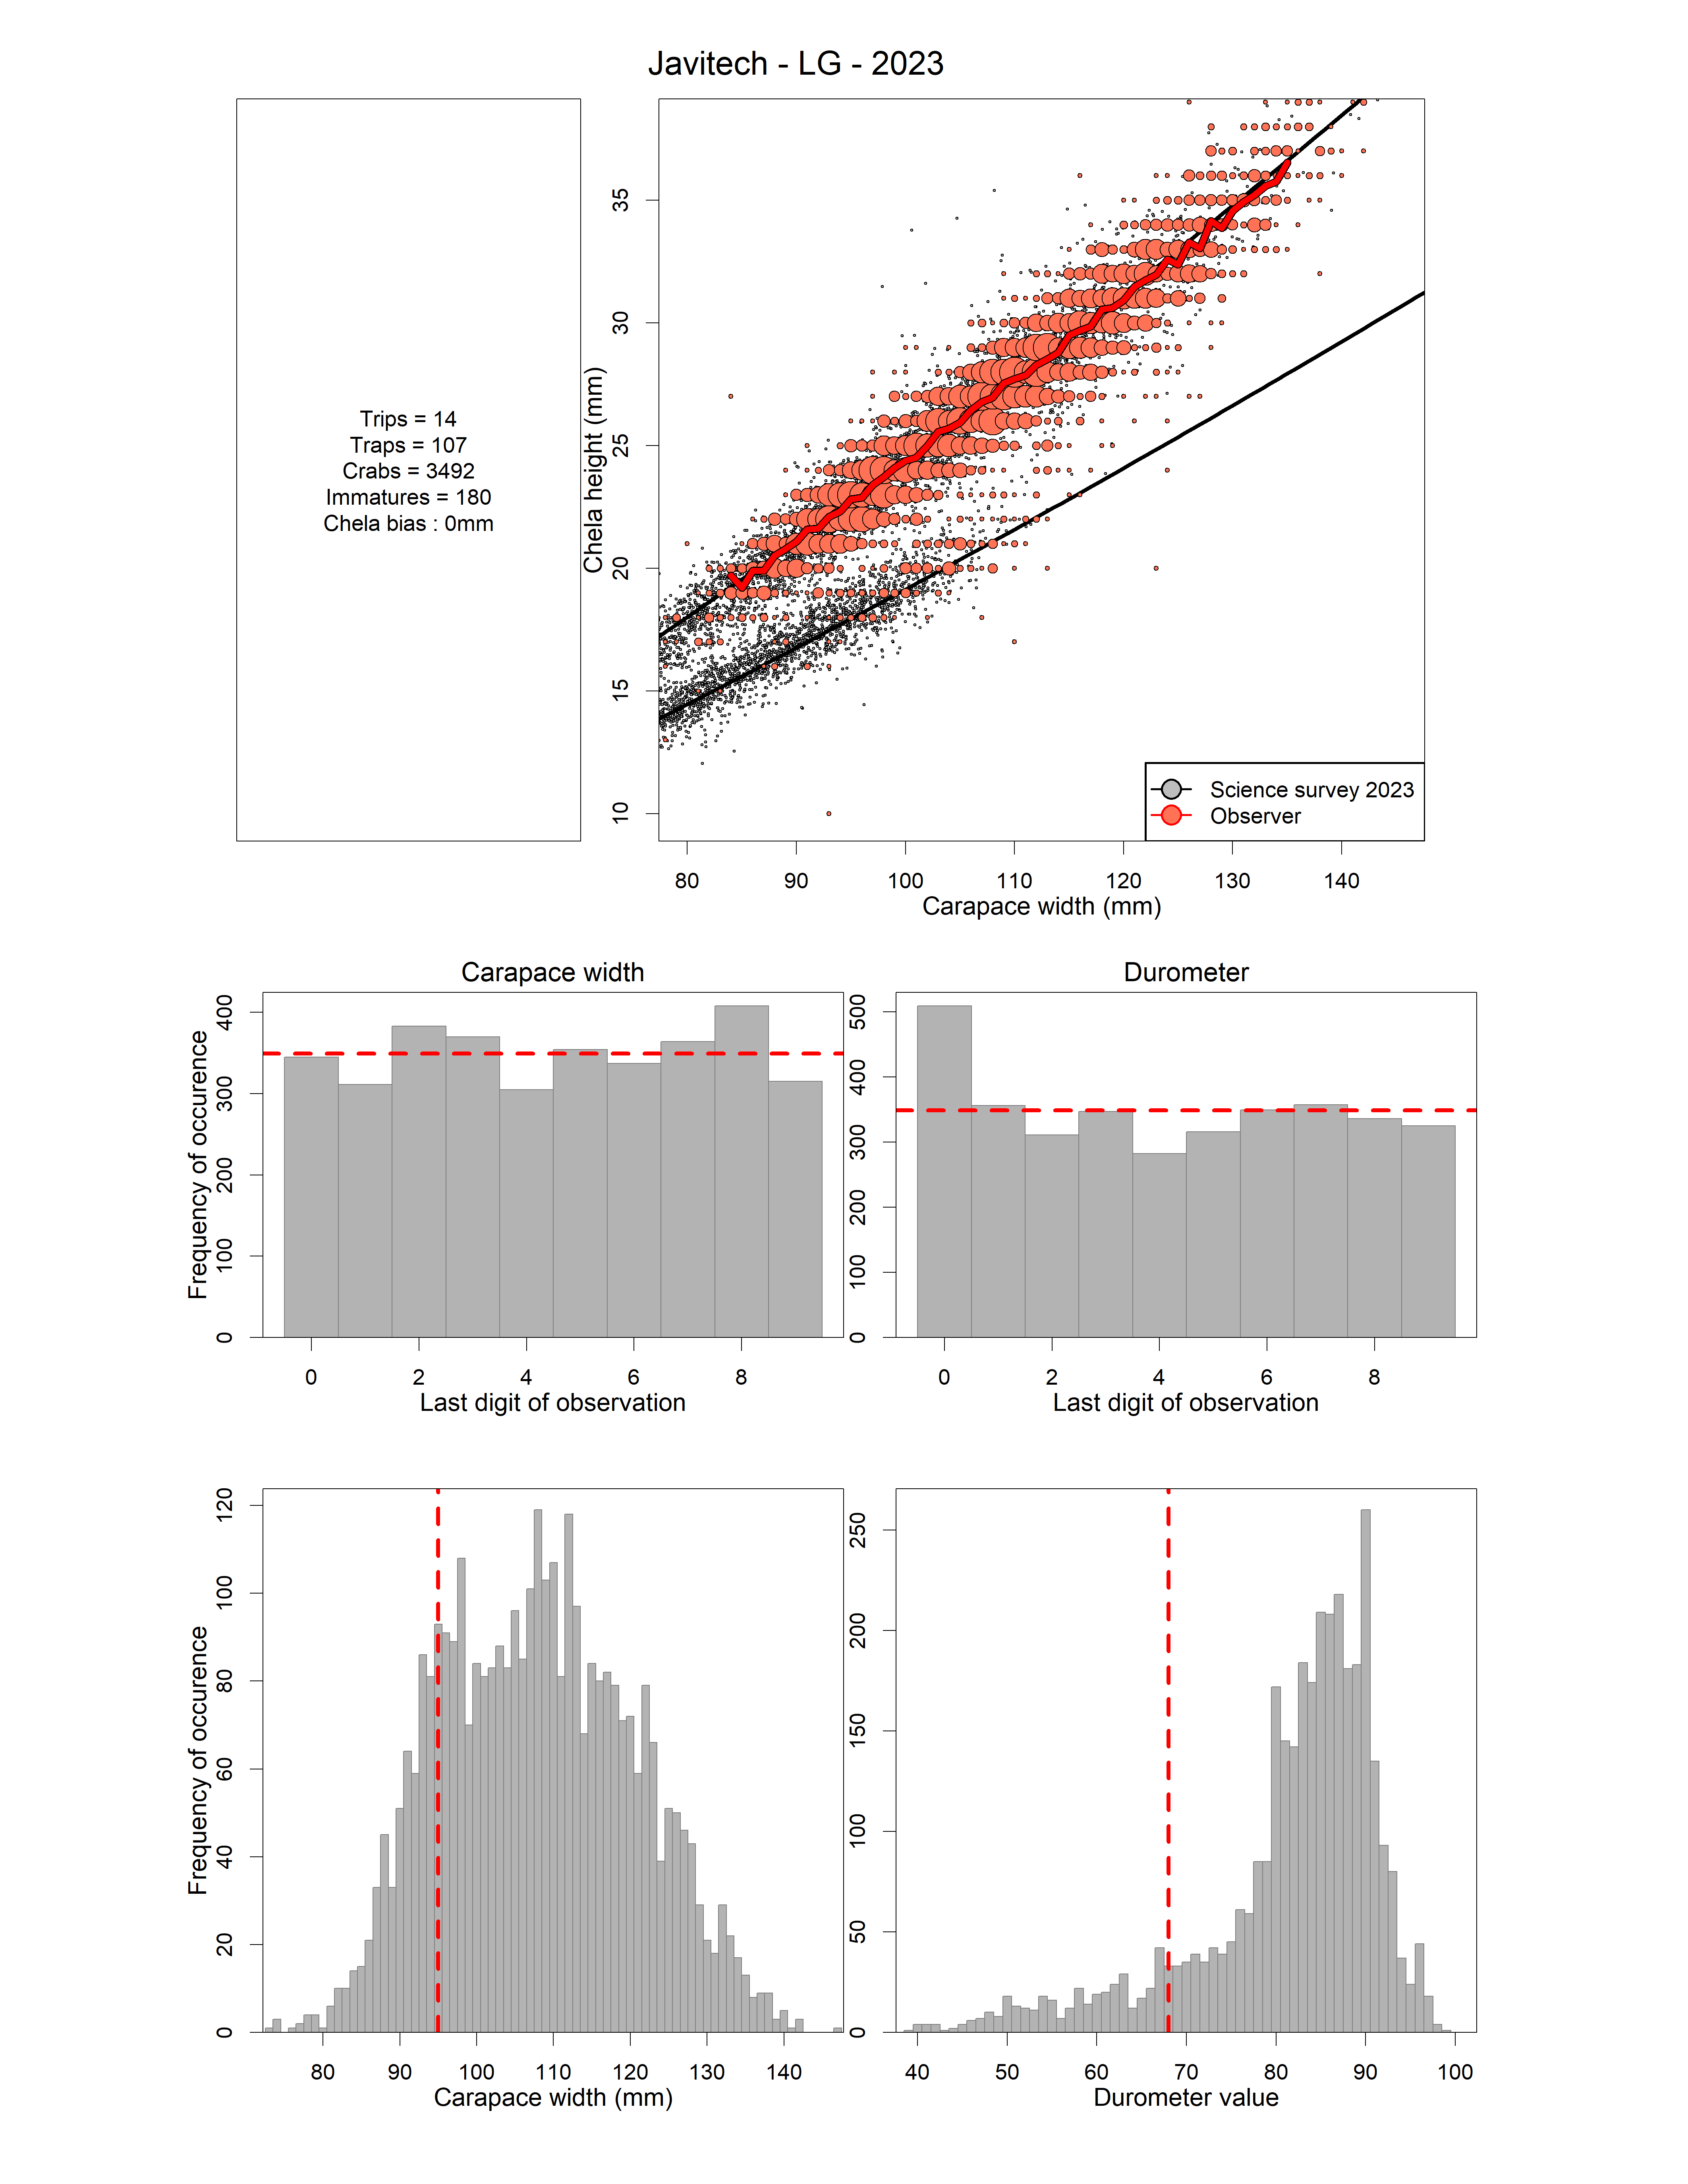 Javitech - LG - 2023
Trips = 14
Traps = 107
Crabs = 3492
Immatures = 180
Chela bias : 0mm
Chela height (mm)
35
30
25
20
15
10
Science survey 2023
Observer
80 90 100 110 120 130 140
Carapace width (mm)
Carapace width
Frequency of occurence
400
300
200
100
0
0 2 4 6 8
Last digit of observation
Durometer
500
400
300
200
100
0
0 2 4 6 8
Last digit of observation
Frequency of occurence
120
100
80
60
40
20
0
80 90 100 110 120 130 140
Carapace width (mm)
250
200
150
100
50
0
40 50 60 70 80 90 100
Durometer value